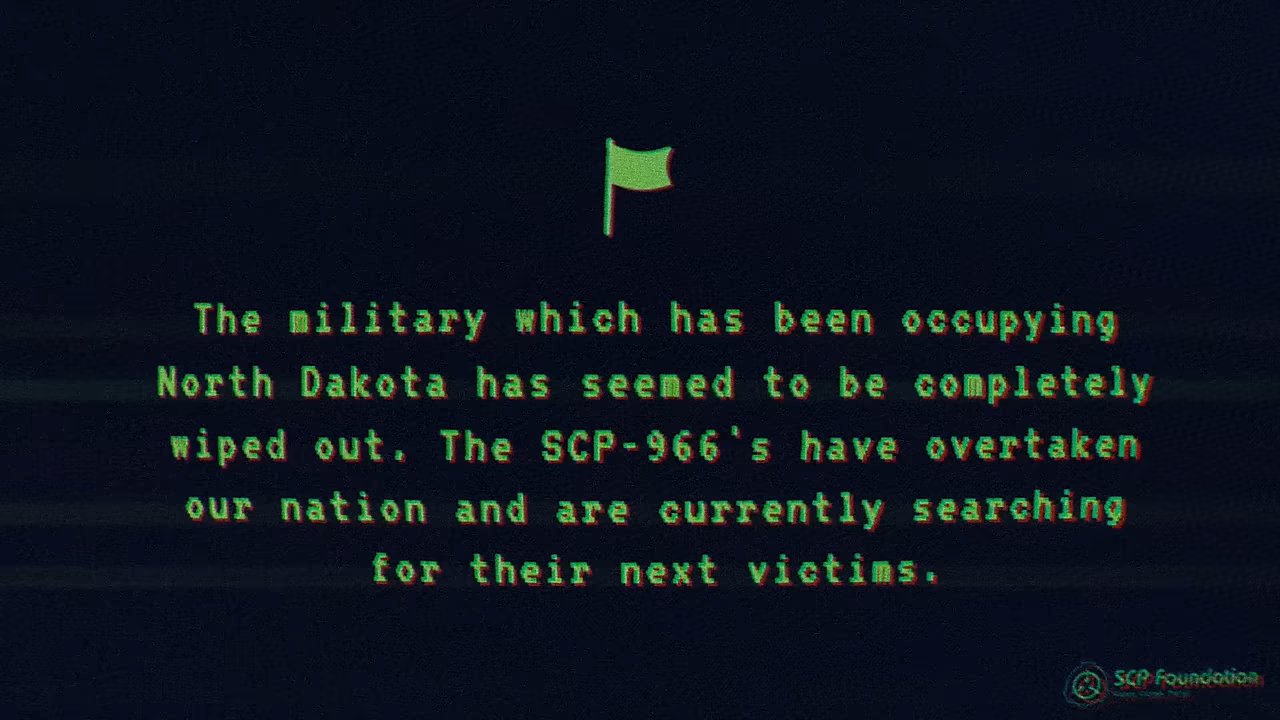 The military which has been occupying
North Dakota has seemed to be completely
wiped out. The SCP-966's have overtaken
our nation and are currently searching
for their next victims.
SCP Foundation